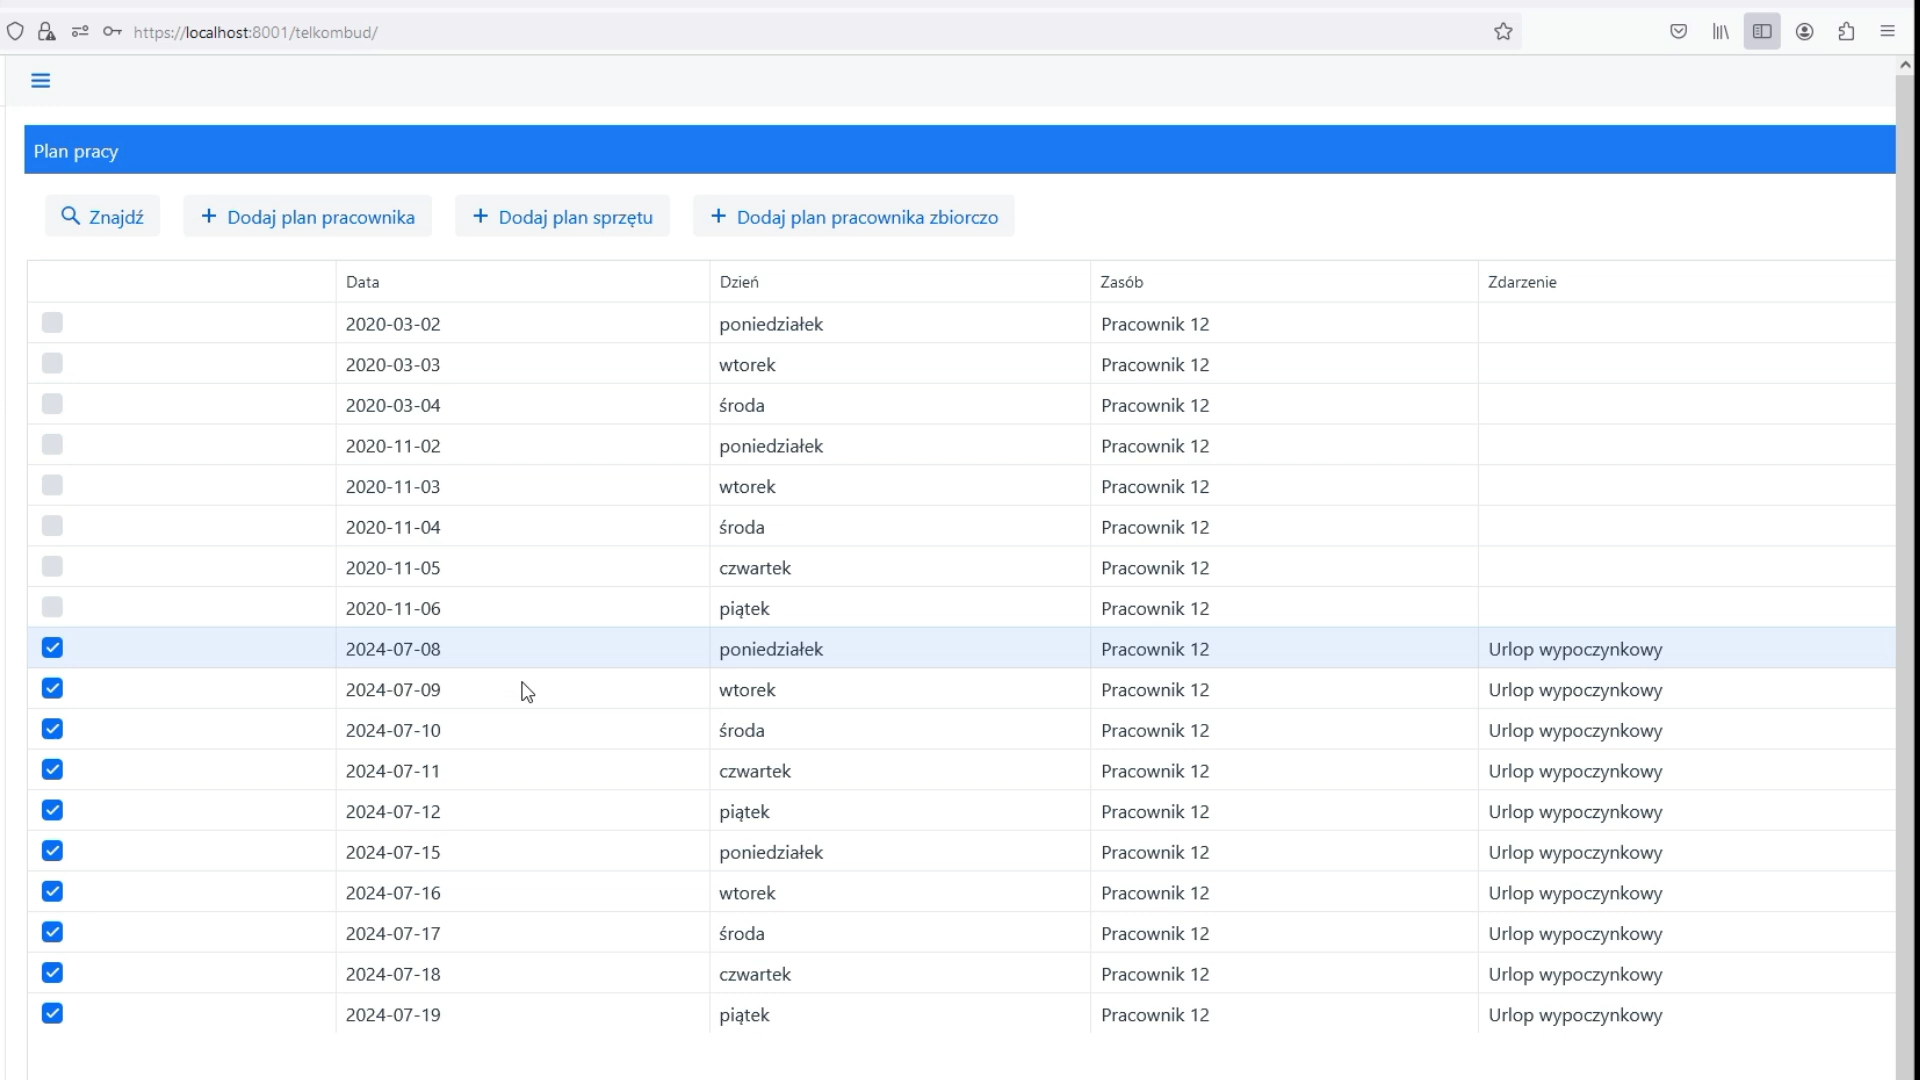 https://localhost:8001/telkombud/
Plan pracy
Znajdź + Dodaj plan pracownika + Dodaj plan sprzętu + Dodaj plan pracownika zbiorczo
Data Dzień Zasób Zdarzenie
2020-03-02 poniedziałek Pracownik 12
2020-03-03 wtorek Pracownik 12
2020-03-04 środa Pracownik 12
2020-11-02 poniedziałek Pracownik 12
2020-11-03 wtorek Pracownik 12
2020-11-04 środa Pracownik 12
2020-11-05 czwartek Pracownik 12
2020-11-06 piątek Pracownik 12
2024-07-08 poniedziałek Pracownik 12 Urlop wypoczynkowy
2024-07-09 wtorek Pracownik 12 Urlop wypoczynkowy
2024-07-10 środa Pracownik 12 Urlop wypoczynkowy
2024-07-11 czwartek Pracownik 12 Urlop wypoczynkowy
2024-07-12 piątek Pracownik 12 Urlop wypoczynkowy
2024-07-15 poniedziałek Pracownik 12 Urlop wypoczynkowy
2024-07-16 wtorek Pracownik 12 Urlop wypoczynkowy
2024-07-17 środa Pracownik 12 Urlop wypoczynkowy
2024-07-18 czwartek Pracownik 12 Urlop wypoczynkowy
2024-07-19 piątek Pracownik 12 Urlop wypoczynkowy